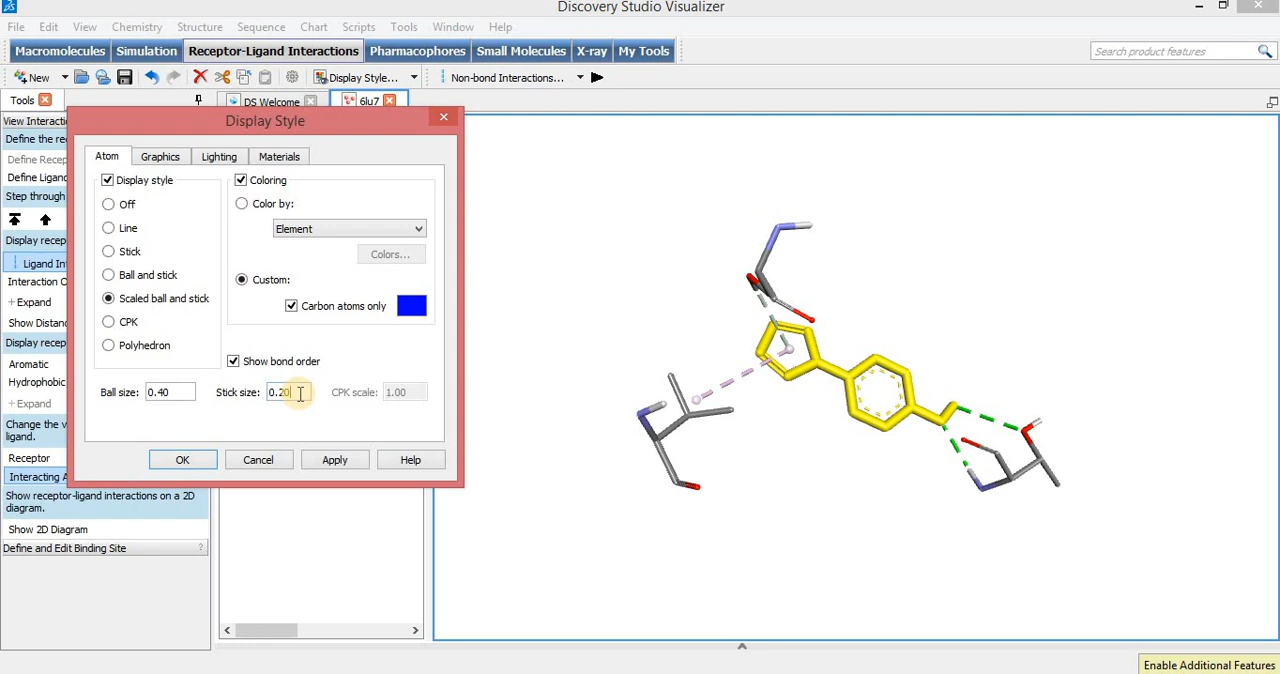 Discovery Studio Visualizer
File Edit View Chemistry Structure Sequence Chart Scripts Tools Window Help
Macromolecules Simulation Receptor-Ligand Interactions Pharmacophores Small Molecules X-ray My Tools Search product features
New Display Style... Non-bond Interactions...
Tools DS Welcome 6lu7
View Interacti
Define the re
Define Recep
Define Ligan
Step through
Display recep
Ligand In
Interaction O
+ Expand
Show Distan
Display recep
Aromatic
Hydrophobic
+ Expand
Change the v
ligand.
Receptor
Interacting A
Show receptor-ligand interactions on a 2D
diagram.
Show 2D Diagram
Define and Edit Binding Site ?
Display Style
Atom Graphics Lighting Materials
Display style
Off
Line
Stick
Ball and stick
Scaled ball and stick
CPK
Polyhedron
Coloring
Color by:
Element
Colors...
Custom:
Carbon atoms only
Show bond order
Ball size: 0.40 Stick size: 0.20 CPK scale: 1.00
OK Cancel Apply Help
Enable Additional Features